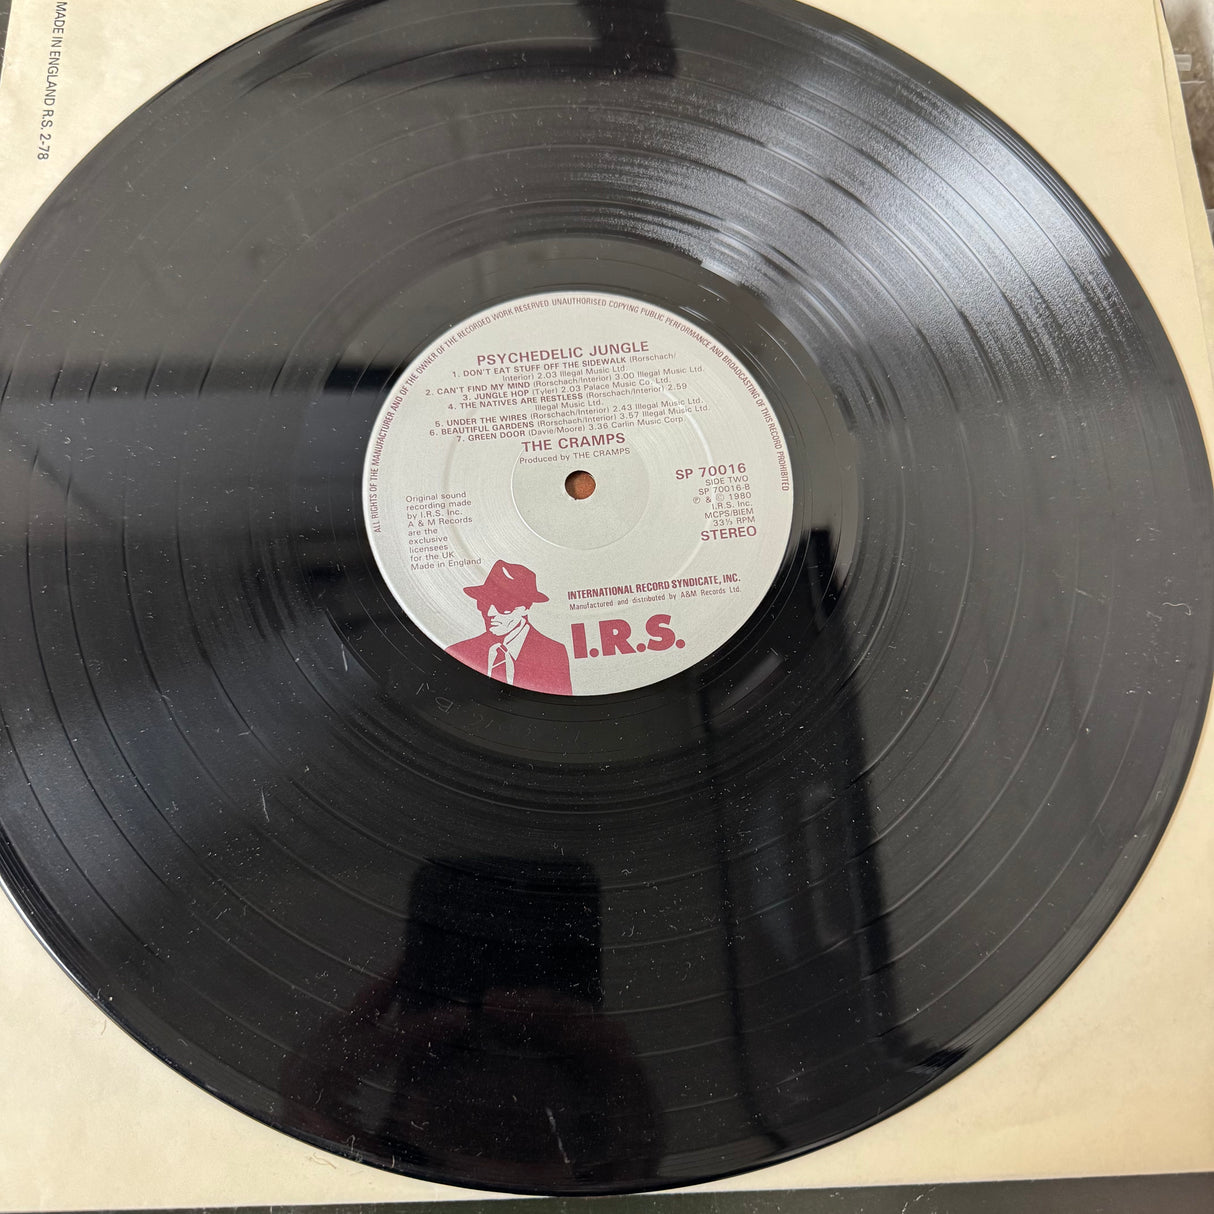 MADE IN ENGLAND R.S. 2-78
ALL RIGHTS OF THE MANUFACTURER AND OF THE OWNER OF THE RECORDED WORK RESERVED UNAUTHORISED COPYING PUBLIC PERFORMANCE AND BROADCASTING OF THIS RECORD PROHIBITED
PSYCHEDELIC JUNGLE
1. DON'T EAT STUFF OFF THE SIDEWALK (Rorschach/
Interior) 2.03 Illegal Music Ltd.
2. CAN'T FIND MY MIND (Rorschach/Interior) 3.00 Illegal Music Ltd.
3. JUNGLE HOP (Tyler) 2.03 Palace Music Co, Ltd.
4. THE NATIVES ARE RESTLESS (Rorschach/Interior) 2.59
Illegal Music Ltd.
5. UNDER THE WIRES (Rorschach/Interior) 2.43 Illegal Music Ltd.
6. BEAUTIFUL GARDENS (Rorschach/Interior) 3.57 Illegal Music Ltd.
7. GREEN DOOR (Davie/Moore) 3.36 Carlin Music Corp
THE CRAMPS
Produced by THE CRAMPS
SP 70016
SIDE TWO
SP 70016-B
℗ & © 1980
I.R.S. Inc.
MCPS/BIEM
33⅓ RPM
STEREO
Original sound
recording made
by I.R.S. Inc.
A & M Records
are the
exclusive
licensees
for the UK
Made in England
INTERNATIONAL RECORD SYNDICATE, INC.
Manufactured and distributed by A&M Records Ltd.
I.R.S.